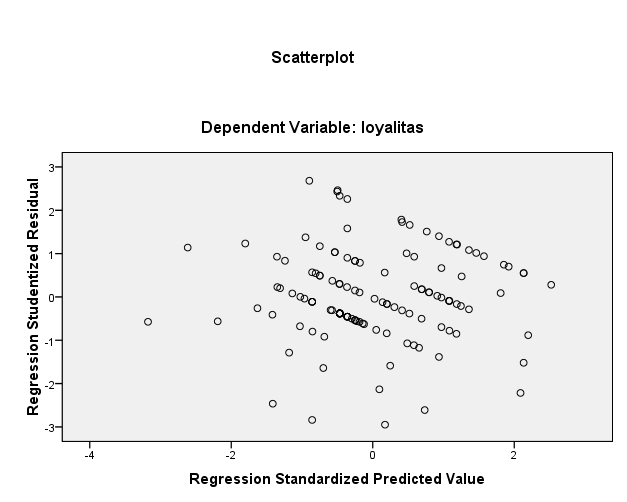 Scatterplot
Dependent Variable: loyalitas
Regression Studentized Residual
3
2
1
0
-1
-2
-3
-4
-2
0
2
Regression Standardized Predicted Value